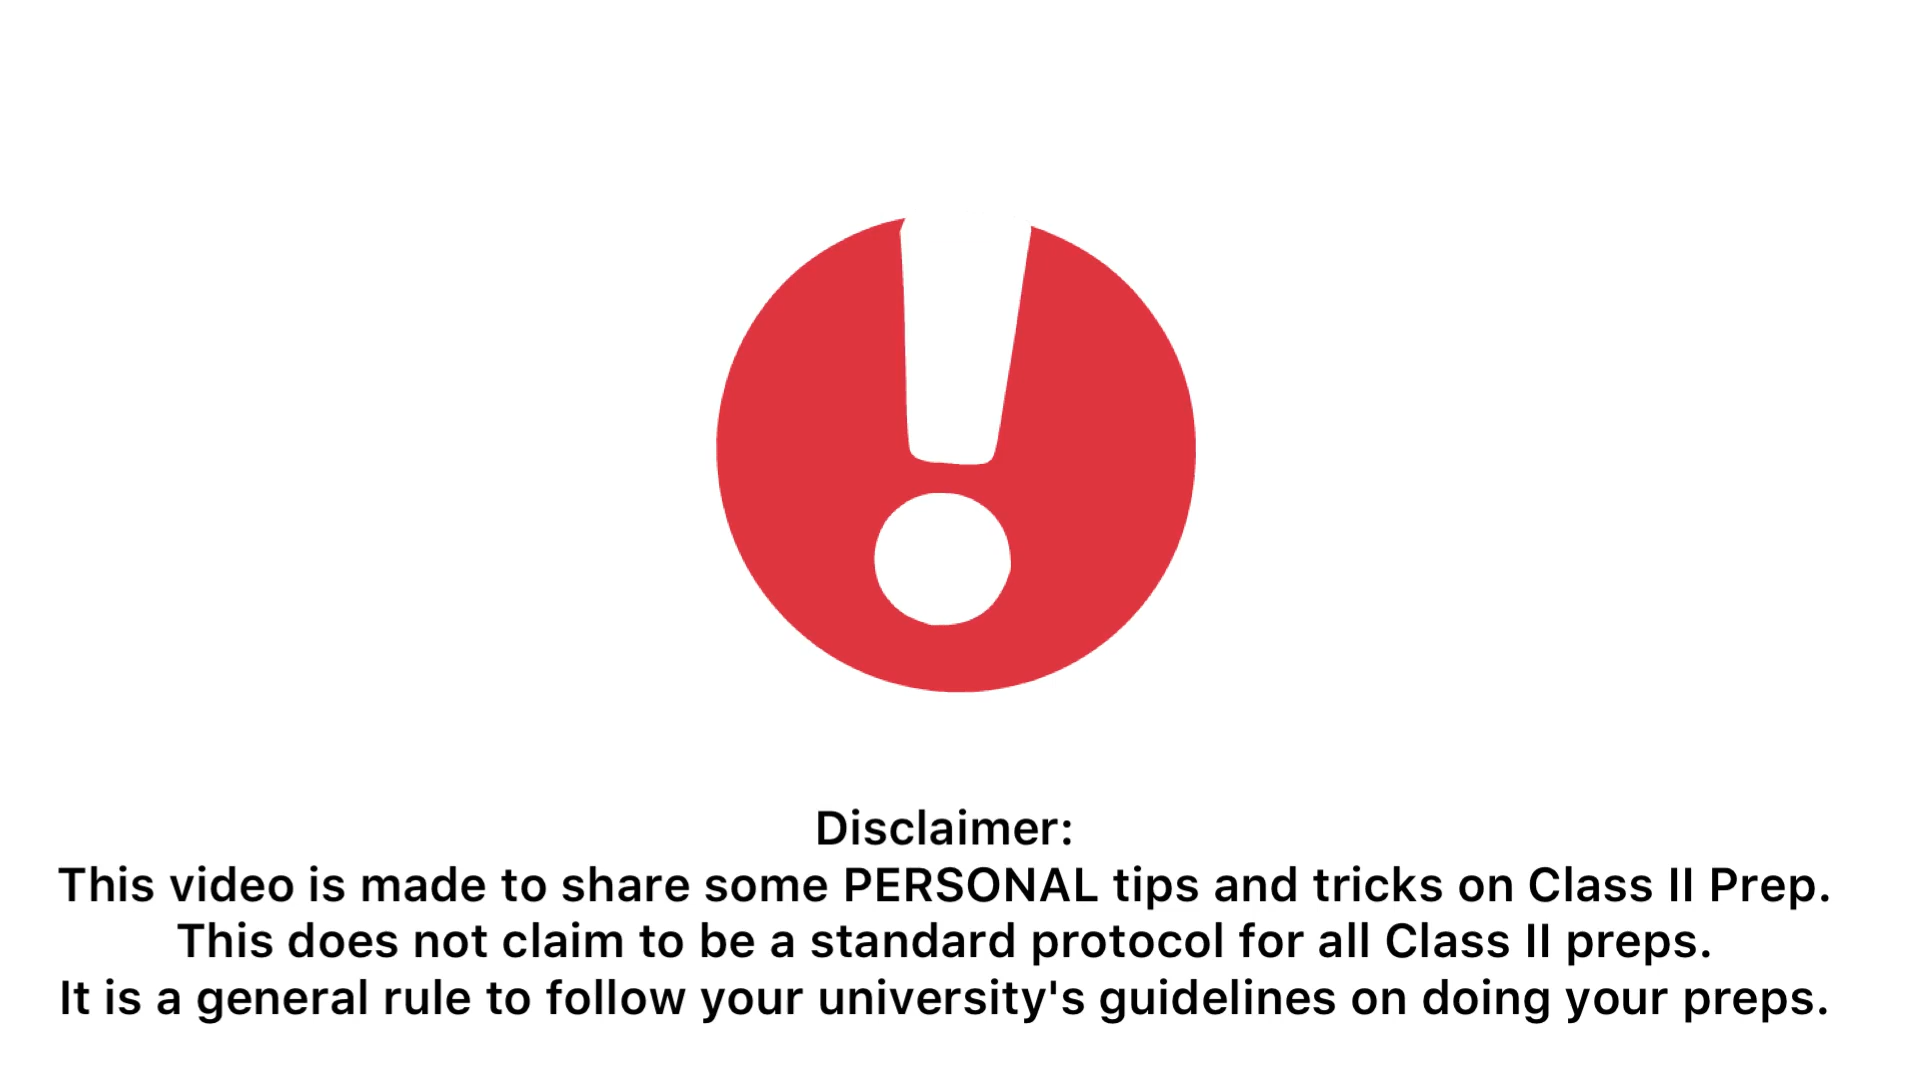 Disclaimer:
This video is made to share some PERSONAL tips and tricks on Class II Prep.
This does not claim to be a standard protocol for all Class II preps.
It is a general rule to follow your university's guidelines on doing your preps.